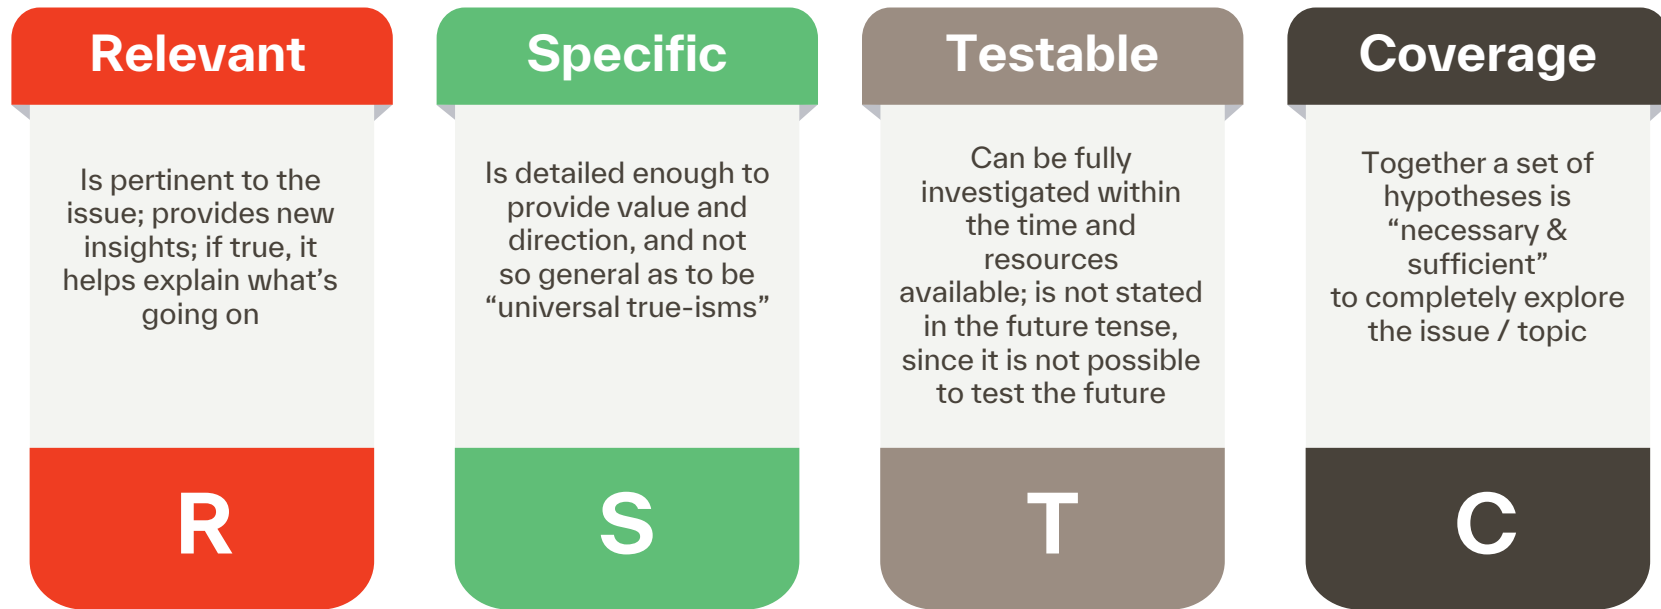 Relevant
Is pertinent to the
issue; provides new
insights; if true, it
helps explain what’s
going on
R
Specific
Is detailed enough to
provide value and
direction, and not
so general as to be
“universal true-isms”
S
Testable
Can be fully
investigated within
the time and
resources
available; is not stated
in the future tense,
since it is not possible
to test the future
T
Coverage
Together a set of
hypotheses is
“necessary &
sufficient”
to completely explore
the issue / topic
C